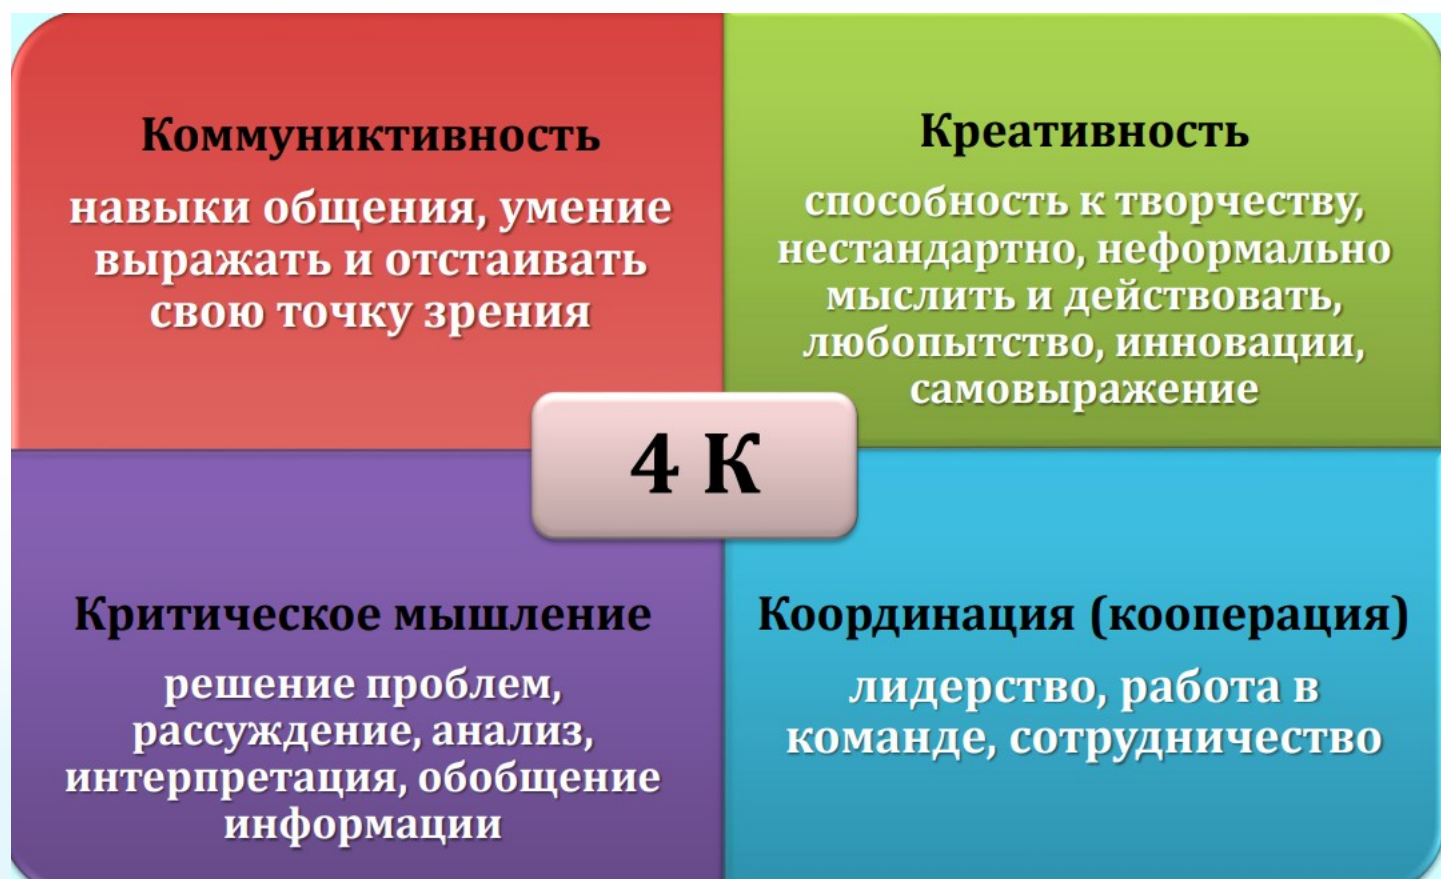 Коммуниктивность
навыки общения, умение
выражать и отстаивать
свою точку зрения
Креативность
способность к творчеству,
нестандартно, неформально
мыслить и действовать,
любопытство, инновации,
самовыражение
4 К
Критическое мышление
решение проблем,
рассуждение, анализ,
интерпретация, обобщение
информации
Координация (кооперация)
лидерство, работа в
команде, сотрудничество